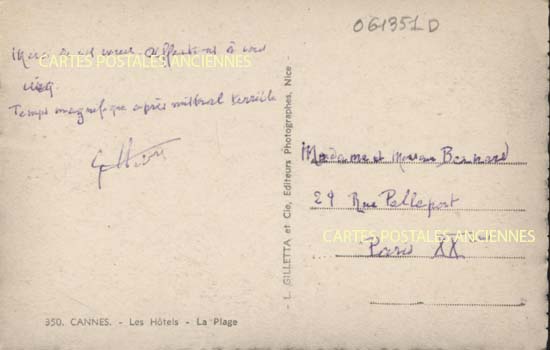 061351D
CARTES POSTALES ANCIENNES
Temps magnifique après mistral terrible
Madame et Monsieur Bernard
29 Rue Pelleport
CARTES POSTALES ANCIENNES
Paris XX
- L. GILLETTA et Cie, Editeurs Photographes, Nice -
350. CANNES. - Les Hôtels - La Plage